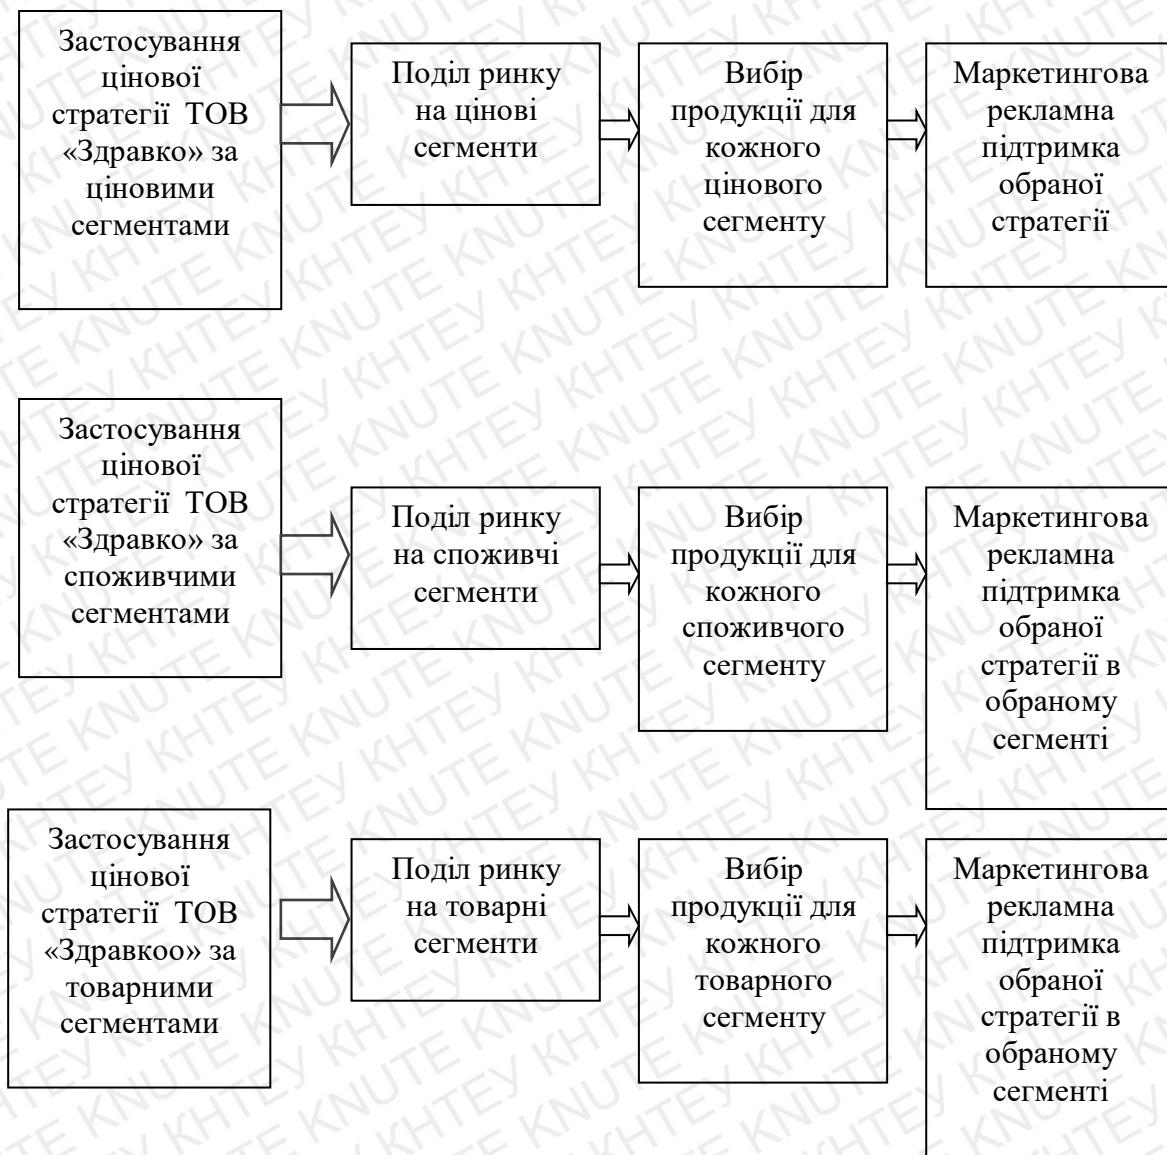 Застосування
цінової
стратегії  ТОВ
«Здравко» за
ціновими
сегментами
Поділ ринку
на цінові
сегменти
Вибір
продукції для
кожного
цінового
сегменту
Маркетингова
рекламна
підтримка
обраної
стратегії
Застосування
цінової
стратегії  ТОВ
«Здравко» за
споживчими
сегментами
Поділ ринку
на споживчі
сегменти
Вибір
продукції для
кожного
споживчого
сегменту
Маркетингова
рекламна
підтримка
обраної
стратегії в
обраному
сегменті
Застосування
цінової
стратегії  ТОВ
«Здравкоо» за
товарними
сегментами
Поділ ринку
на товарні
сегменти
Вибір
продукції для
кожного
товарного
сегменту
Маркетингова
рекламна
підтримка
обраної
стратегії в
обраному
сегменті